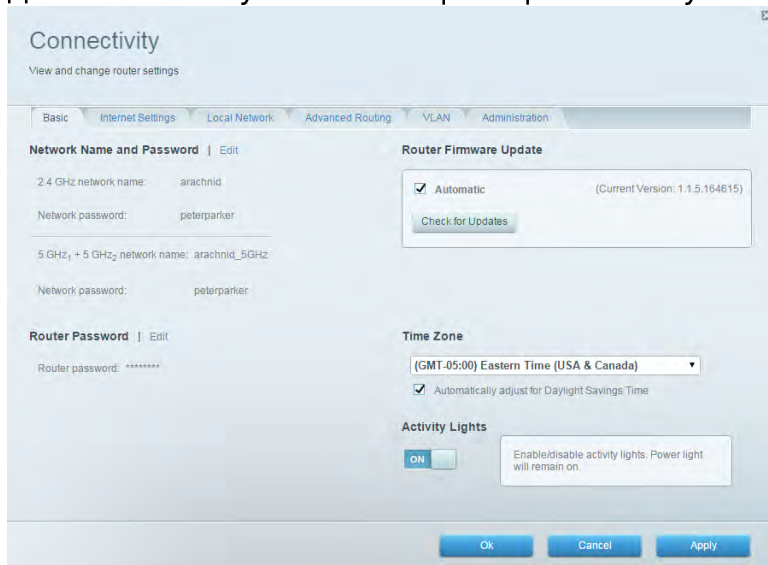 Connectivity
View and change router settings
Basic Internet Settings Local Network Advanced Routing VLAN Administration
Network Name and Password | Edit
2.4 GHz network name: arachnid
Network password: peterparker
5 GHz1 + 5 GHz2 network name: arachnid_5GHz
Network password: peterparker
Router Password | Edit
Router password: ********
Router Firmware Update
Automatic (Current Version: 1.1.5.164615)
Check for Updates
Time Zone
(GMT-05:00) Eastern Time (USA & Canada)
Automatically adjust for Daylight Savings Time
Activity Lights
ON
Enable/disable activity lights. Power light
will remain on.
Ok Cancel Apply